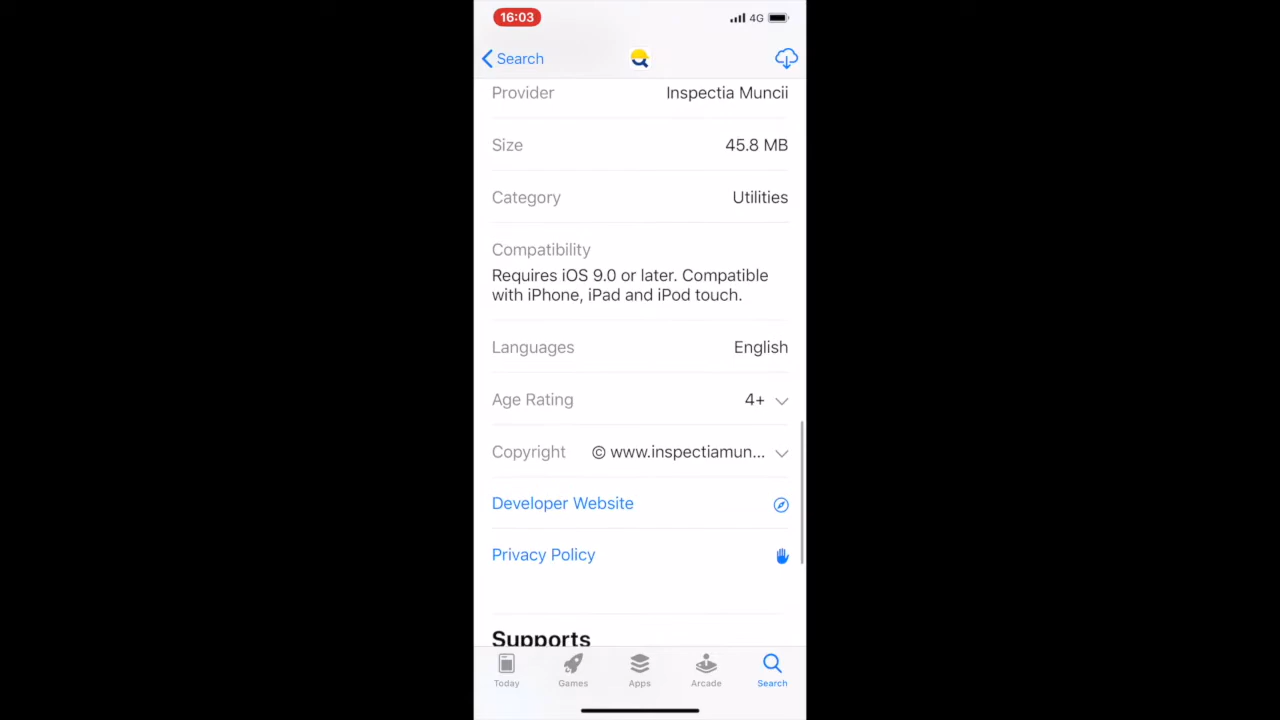 16:03
4G
Search
Provider Inspectia Muncii
Size 45.8 MB
Category Utilities
Compatibility
Requires iOS 9.0 or later. Compatible
with iPhone, iPad and iPod touch.
Languages English
Age Rating 4+
Copyright © www.inspectiamun...
Developer Website
Privacy Policy
Supports
Today Games Apps Arcade Search